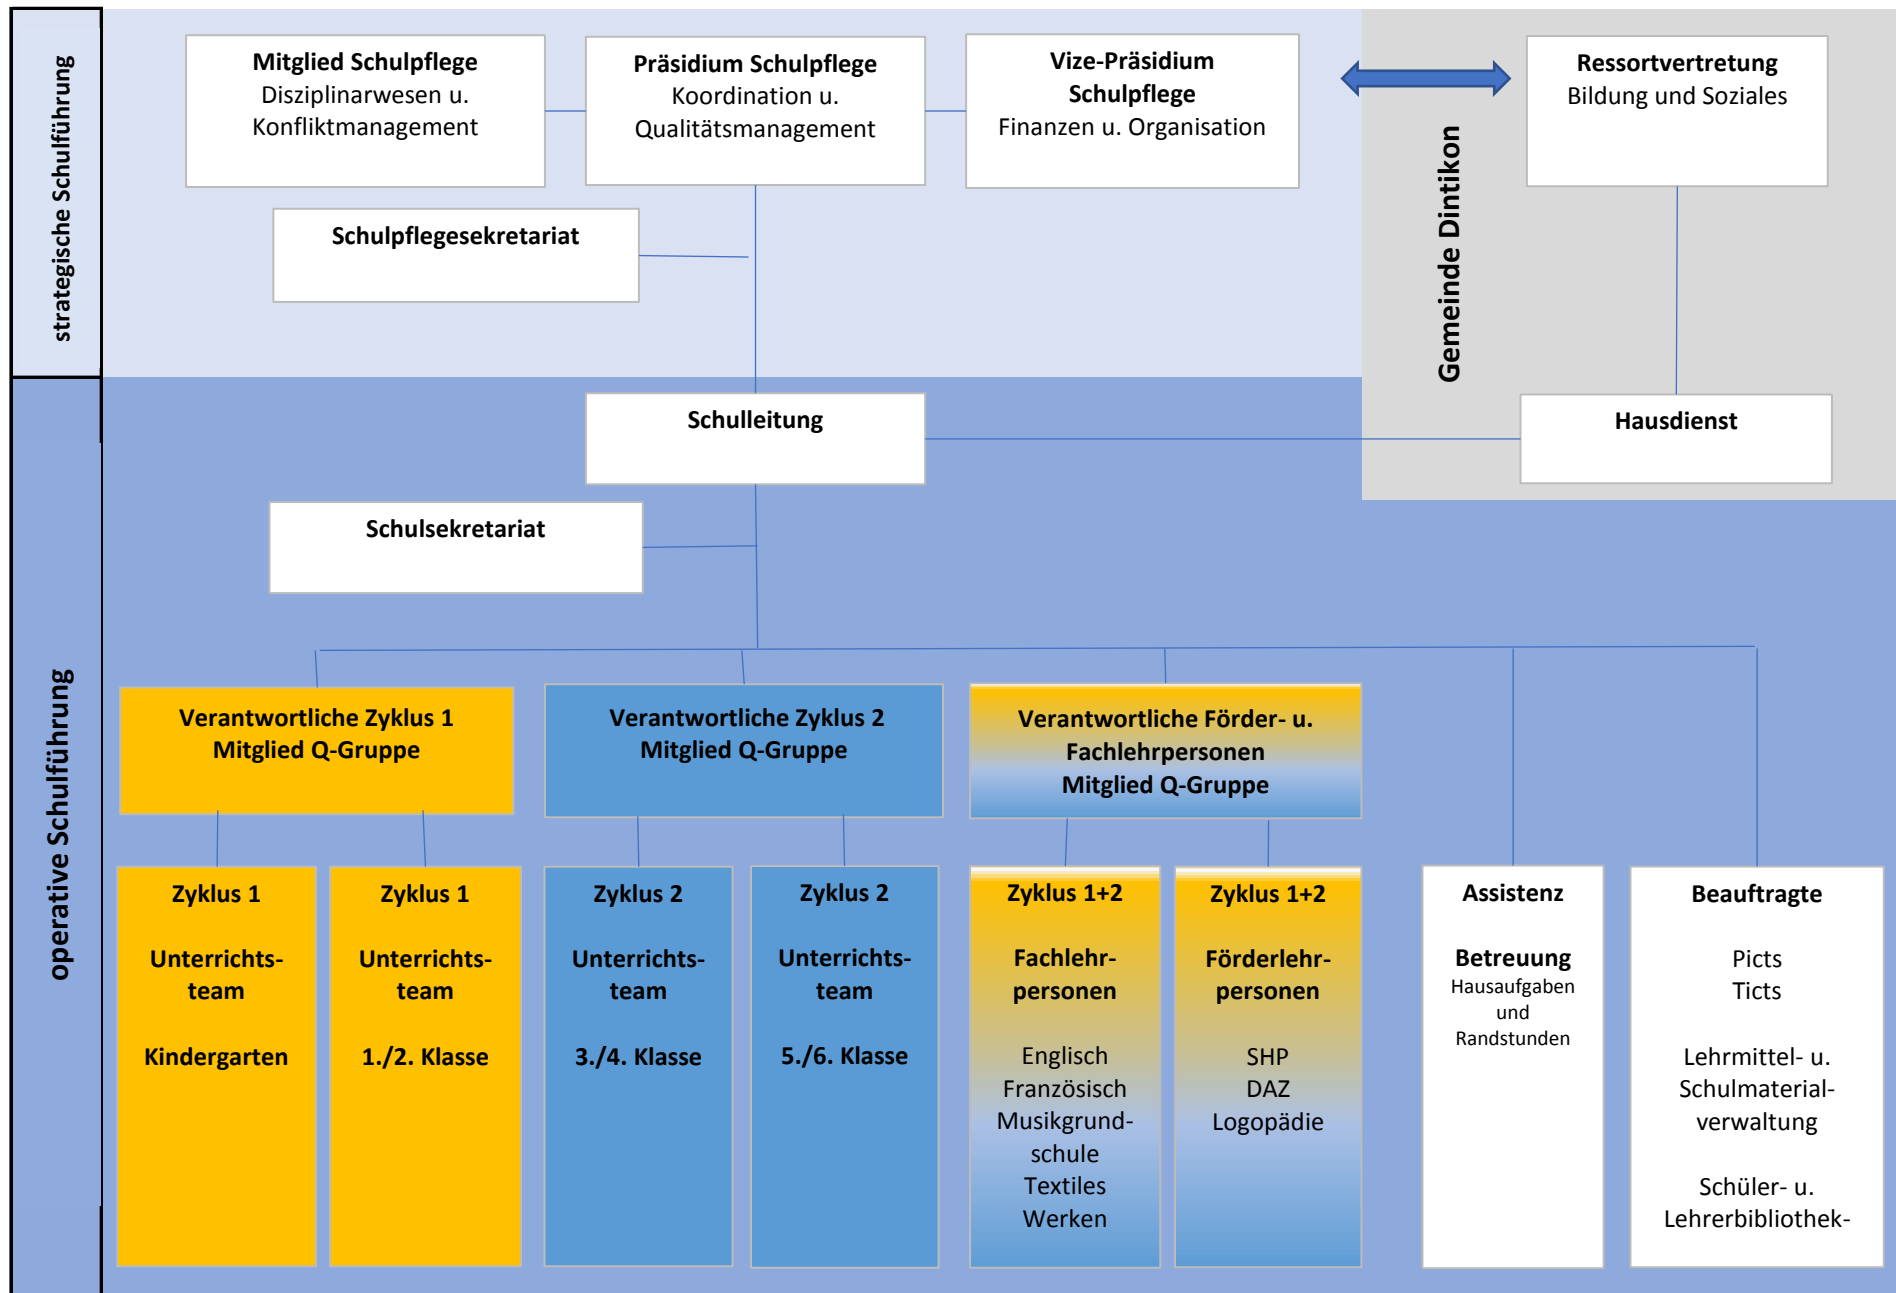 strategische Schulführung
Mitglied Schulpflege
Disziplinarwesen u.
Konfliktmanagement
Präsidium Schulpflege
Koordination u.
Qualitätsmanagement
Vize-Präsidium
Schulpflege
Finanzen u. Organisation
Ressortvertretung
Bildung und Soziales
Gemeinde Dintikon
Schulpflegesekretariat
operative Schulführung
Schulleitung
Hausdienst
Schulsekretariat
Verantwortliche Zyklus 1
Mitglied Q-Gruppe
Verantwortliche Zyklus 2
Mitglied Q-Gruppe
Verantwortliche Förder- u.
Fachlehrpersonen
Mitglied Q-Gruppe
Zyklus 1
Unterrichts-
team
Kindergarten
Zyklus 1
Unterrichts-
team
1./2. Klasse
Zyklus 2
Unterrichts-
team
3./4. Klasse
Zyklus 2
Unterrichts-
team
5./6. Klasse
Zyklus 1+2
Fachlehr-
personen
Englisch
Französisch
Musikgrund-
schule
Textiles
Werken
Zyklus 1+2
Förderlehr-
personen
SHP
DAZ
Logopädie
Assistenz
Betreuung
Hausaufgaben
und
Randstunden
Beauftragte
Picts
Ticts
Lehrmittel- u.
Schulmaterial-
verwaltung
Schüler- u.
Lehrerbibliothek-